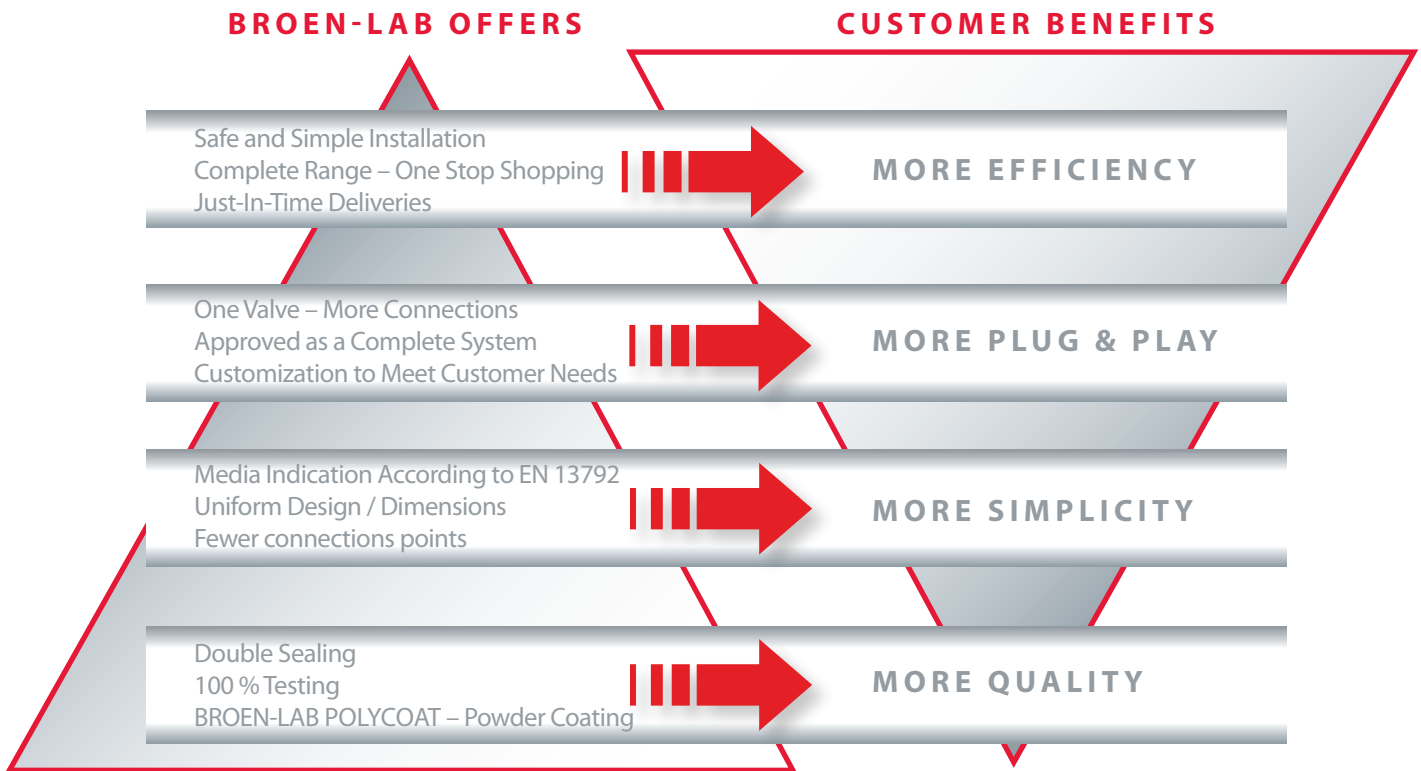 BROEN-LAB OFFERS
CUSTOMER BENEFITS
Safe and Simple Installation
Complete Range – One Stop Shopping
Just-In-Time Deliveries
MORE EFFICIENCY
One Valve – More Connections
Approved as a Complete System
Customization to Meet Customer Needs
MORE PLUG & PLAY
Media Indication According to EN 13792
Uniform Design / Dimensions
Fewer connections points
MORE SIMPLICITY
Double Sealing
100 % Testing
BROEN-LAB POLYCOAT – Powder Coating
MORE QUALITY